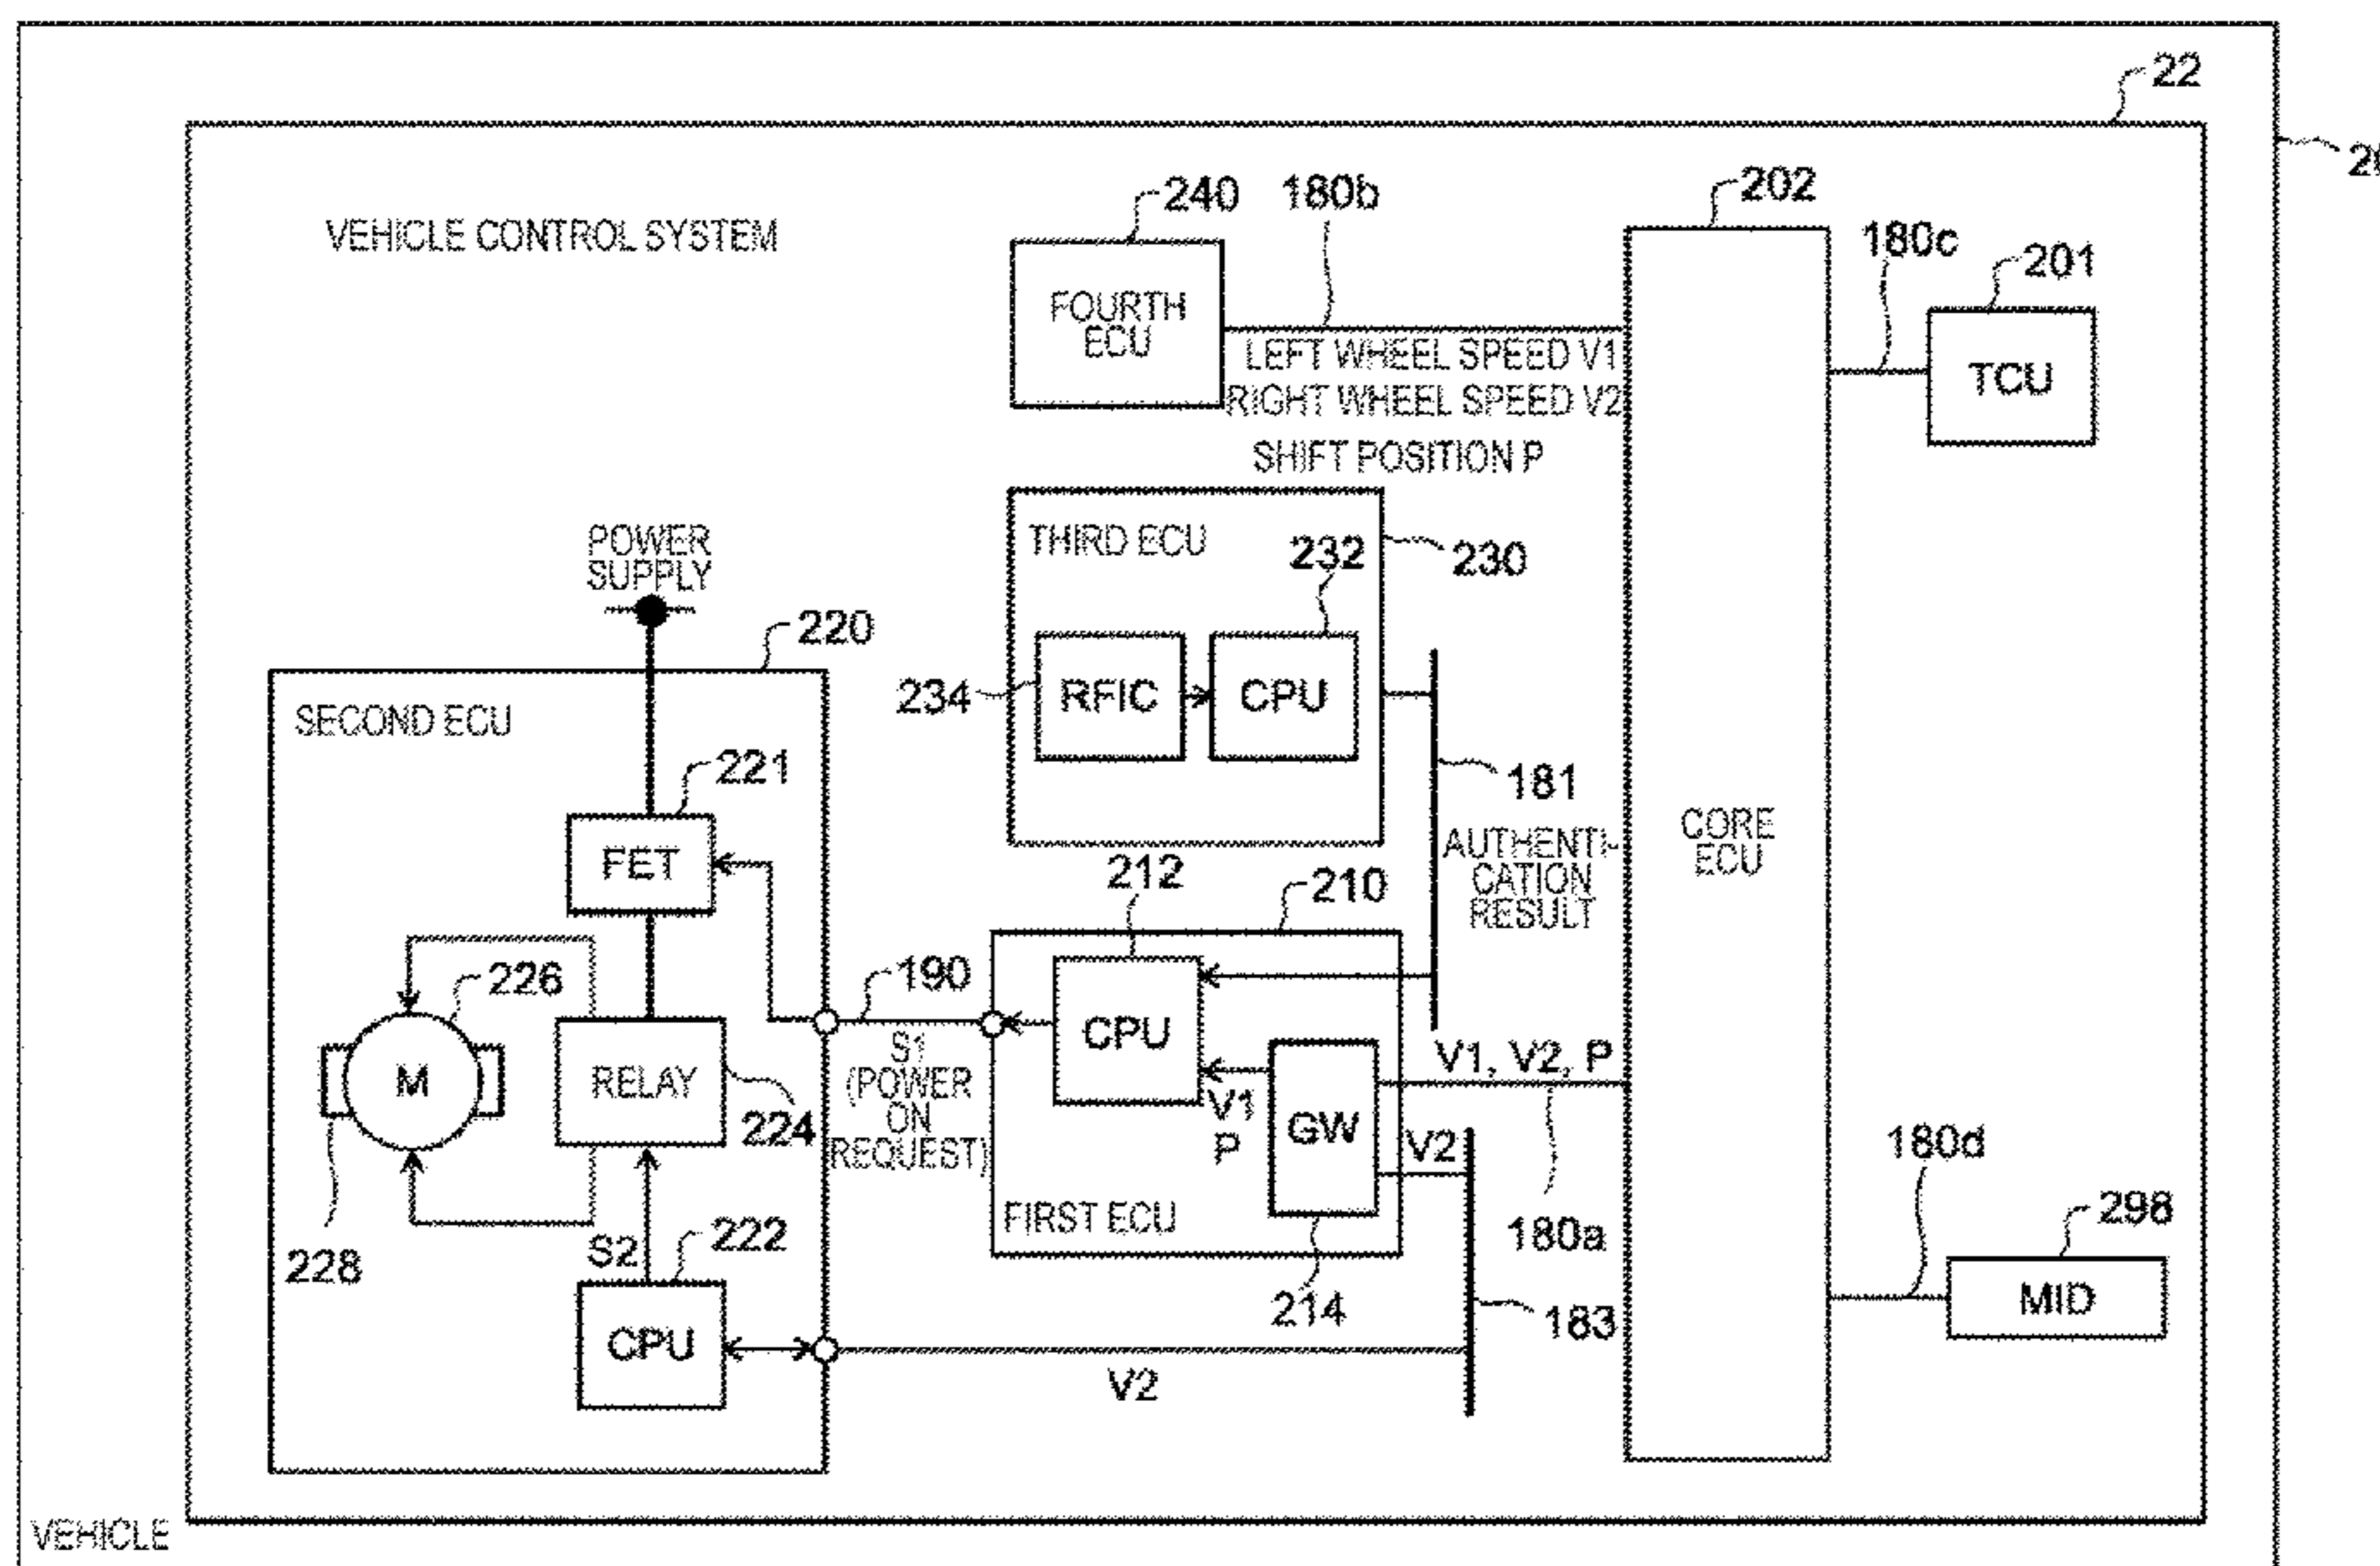 22
20
VEHICLE CONTROL SYSTEM
240
180b
202
180c
201
FOURTH
ECU
LEFT WHEEL SPEED V1
RIGHT WHEEL SPEED V2
SHIFT POSITION P
TCU
POWER
SUPPLY
THIRD ECU
232
230
220
234
RFIC
CPU
SECOND ECU
221
181
FET
AUTHENTI-
CATION
RESULT
CORE
ECU
212
210
226
190
CPU
M
RELAY
224
S1
(POWER
ON
REQUEST)
V1
P
GW
V1, V2, P
V2
180a
180d
FIRST ECU
228
S2
222
214
183
298
CPU
V2
MID
VEHICLE